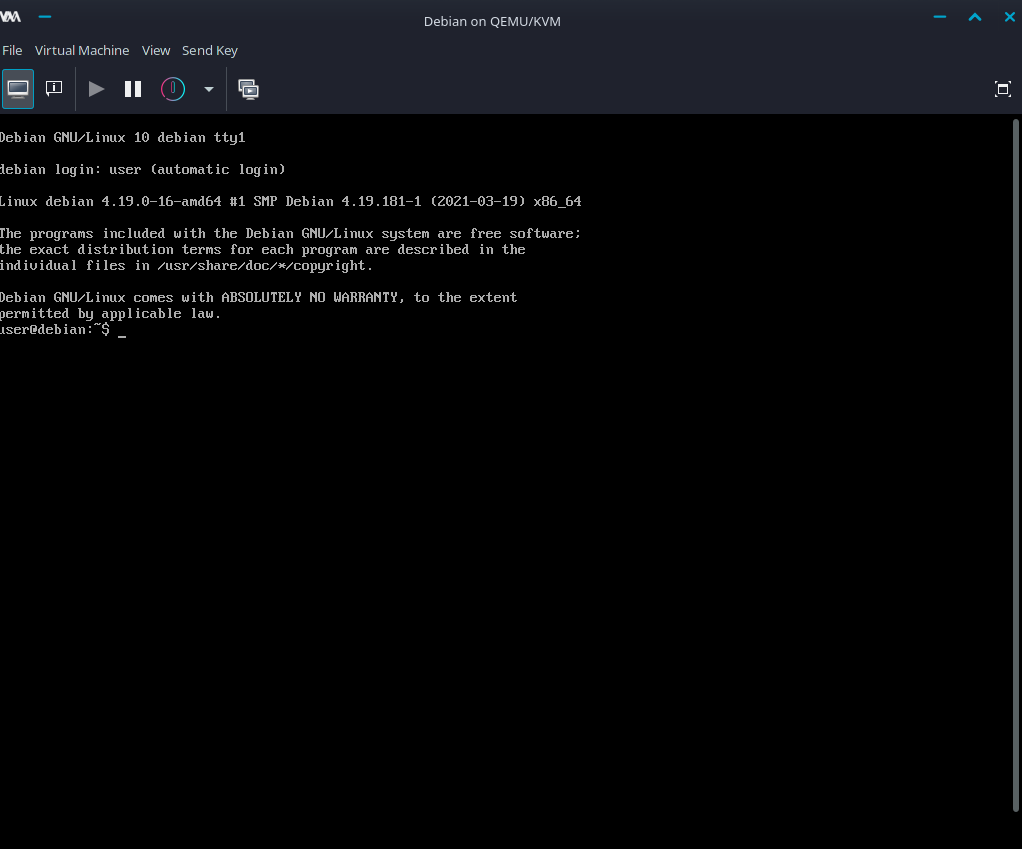 Debian on QEMU/KVM
File Virtual Machine View Send Key
Debian GNU/Linux 10 debian tty1
debian login: user (automatic login)
Linux debian 4.19.0-16-amd64 #1 SMP Debian 4.19.181-1 (2021-03-19) x86_64
The programs included with the Debian GNU/Linux system are free software;
the exact distribution terms for each program are described in the
individual files in /usr/share/doc/*/copyright.
Debian GNU/Linux comes with ABSOLUTELY NO WARRANTY, to the extent
permitted by applicable law.
user@debian:~$ _